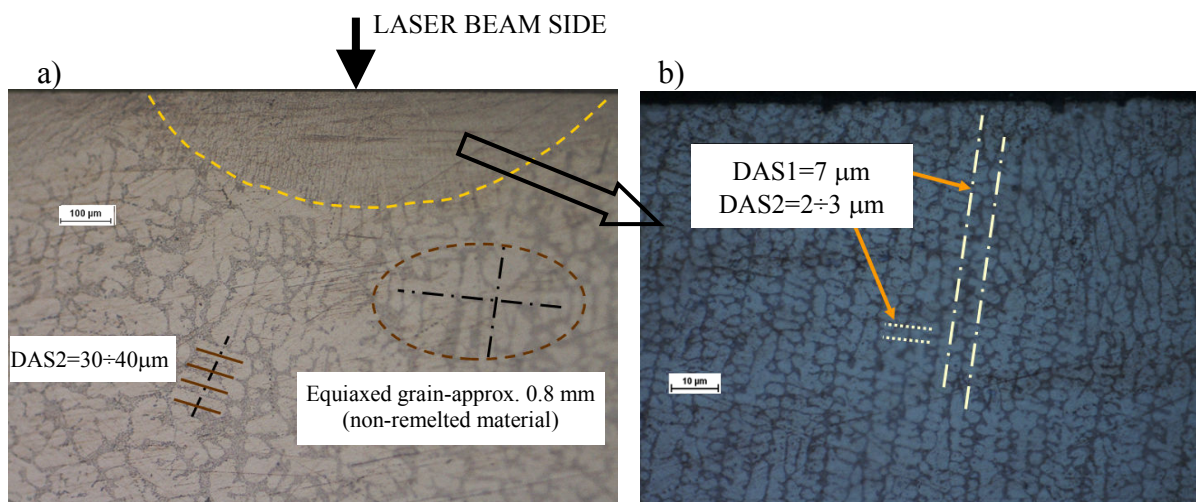 LASER BEAM SIDE
a)
100 µm
DAS2=30÷40µm
Equiaxed grain-approx. 0.8 mm
(non-remelted material)
b)
DAS1=7 µm
DAS2=2÷3 µm
10 µm